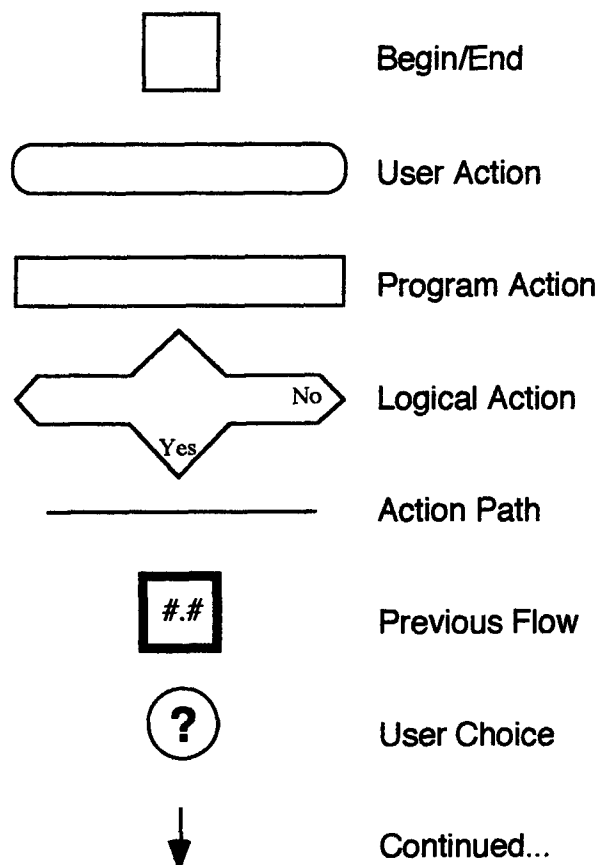 Begin/End
User Action
Program Action
No
Logical Action
Yes
Action Path
#.#
Previous Flow
?
User Choice
Continued...